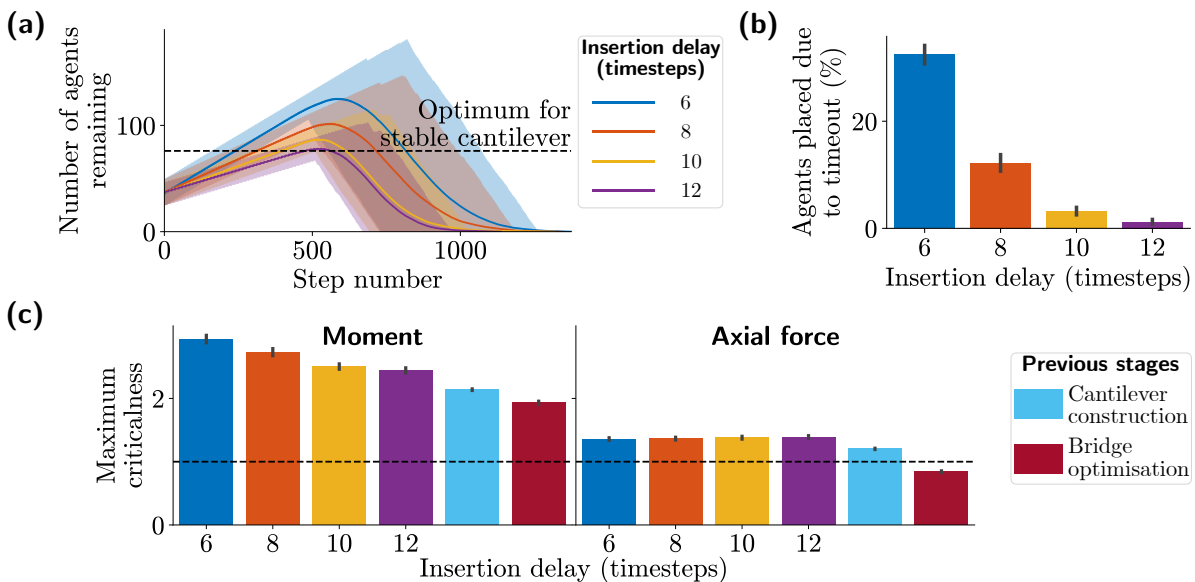 (a)
Number of agents
remaining
100
0
0
500
1000
Step number
Optimum for
stable cantilever
Insertion delay
(timesteps)
6
8
10
12
(b)
Agents placed due
to timeout (%)
20
0
6
8
10
12
Insertion delay (timesteps)
(c)
Maximum
criticalness
2
1
0
Moment
Axial force
6
8
10
12
6
8
10
12
Insertion delay (timesteps)
Previous stages
Cantilever
construction
Bridge
optimisation